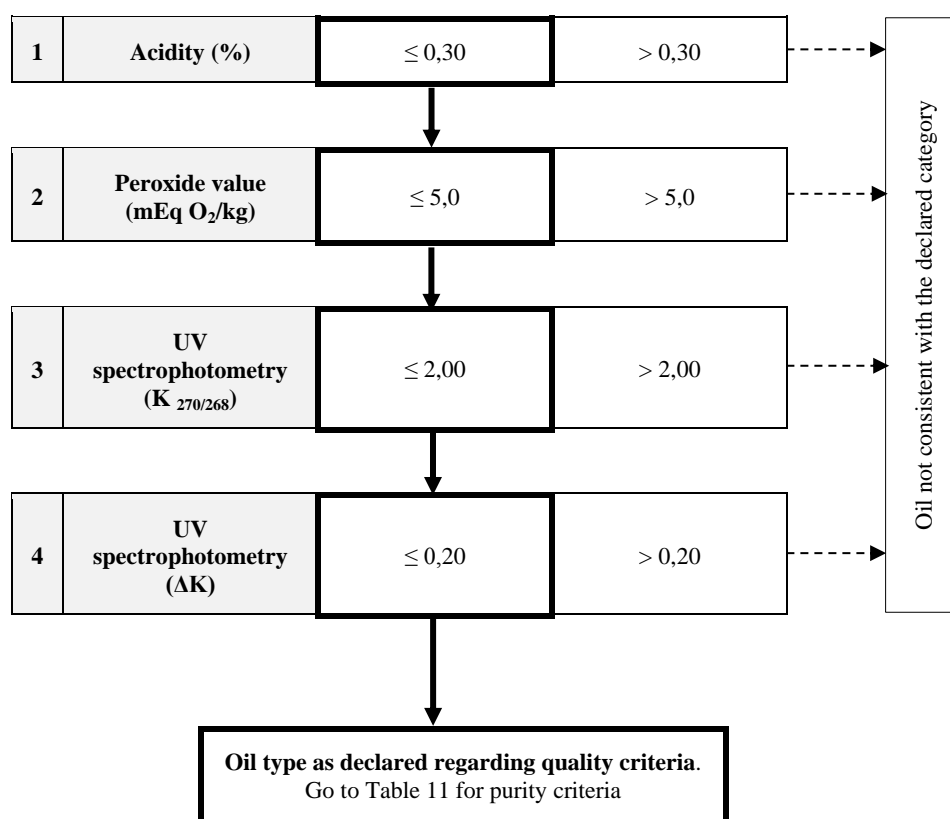 1 Acidity (%) ≤ 0,30 > 0,30
2 Peroxide value
(mEq O2/kg) ≤ 5,0 > 5,0
3 UV
spectrophotometry
(K 270/268) ≤ 2,00 > 2,00
4 UV
spectrophotometry
(ΔK) ≤ 0,20 > 0,20
Oil not consistent with the declared category
Oil type as declared regarding quality criteria.
Go to Table 11 for purity criteria